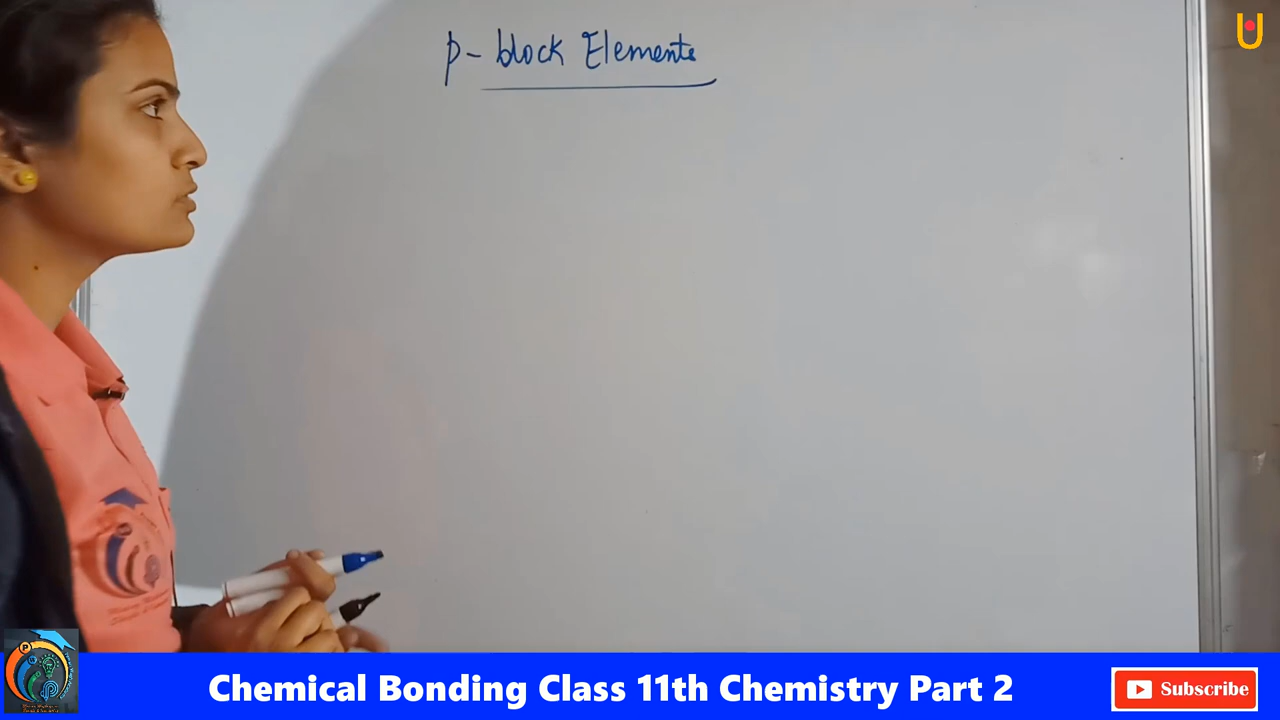 p- block Elements
Chemical Bonding Class 11th Chemistry Part 2
Subscribe